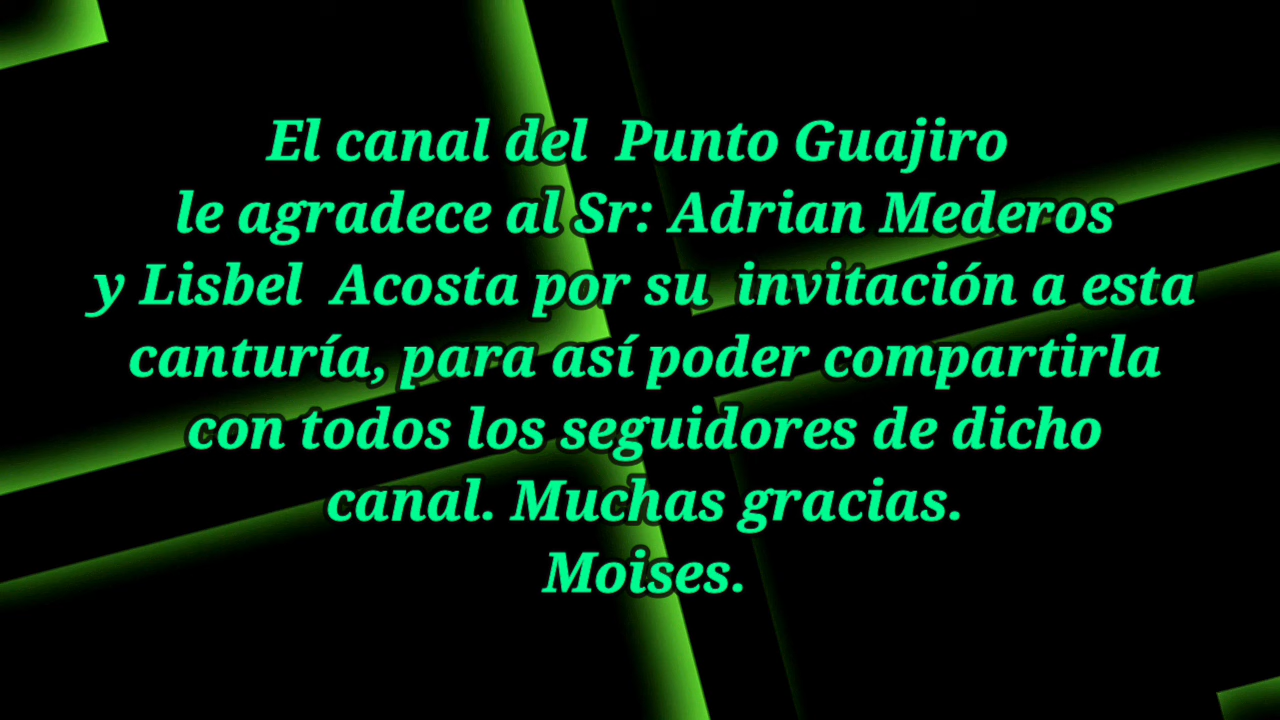 El canal del Punto Guajiro
le agradece al Sr: Adrian Mederos
y Lisbel Acosta por su invitación a esta
canturía, para así poder compartirla
con todos los seguidores de dicho
canal. Muchas gracias.
Moises.